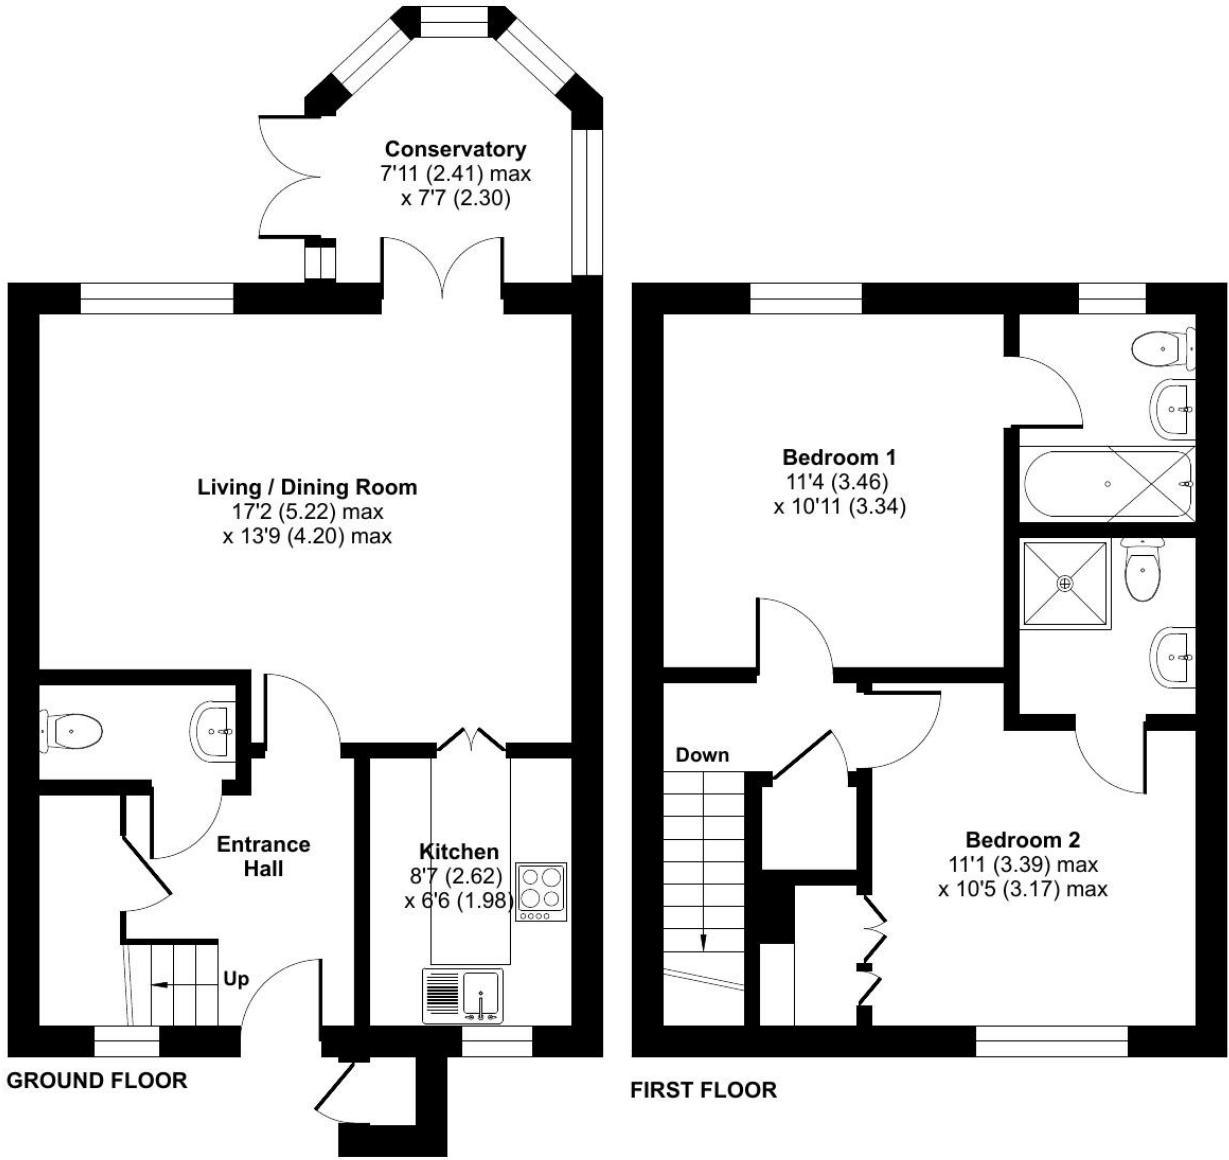 Conservatory
7'11 (2.41) max
x 7'7 (2.30)
Living / Dining Room
17'2 (5.22) max
x 13'9 (4.20) max
Entrance
Hall
Kitchen
8'7 (2.62)
x 6'6 (1.98)
Up
GROUND FLOOR
Bedroom 1
11'4 (3.46)
x 10'11 (3.34)
Down
Bedroom 2
11'1 (3.39) max
x 10'5 (3.17) max
FIRST FLOOR